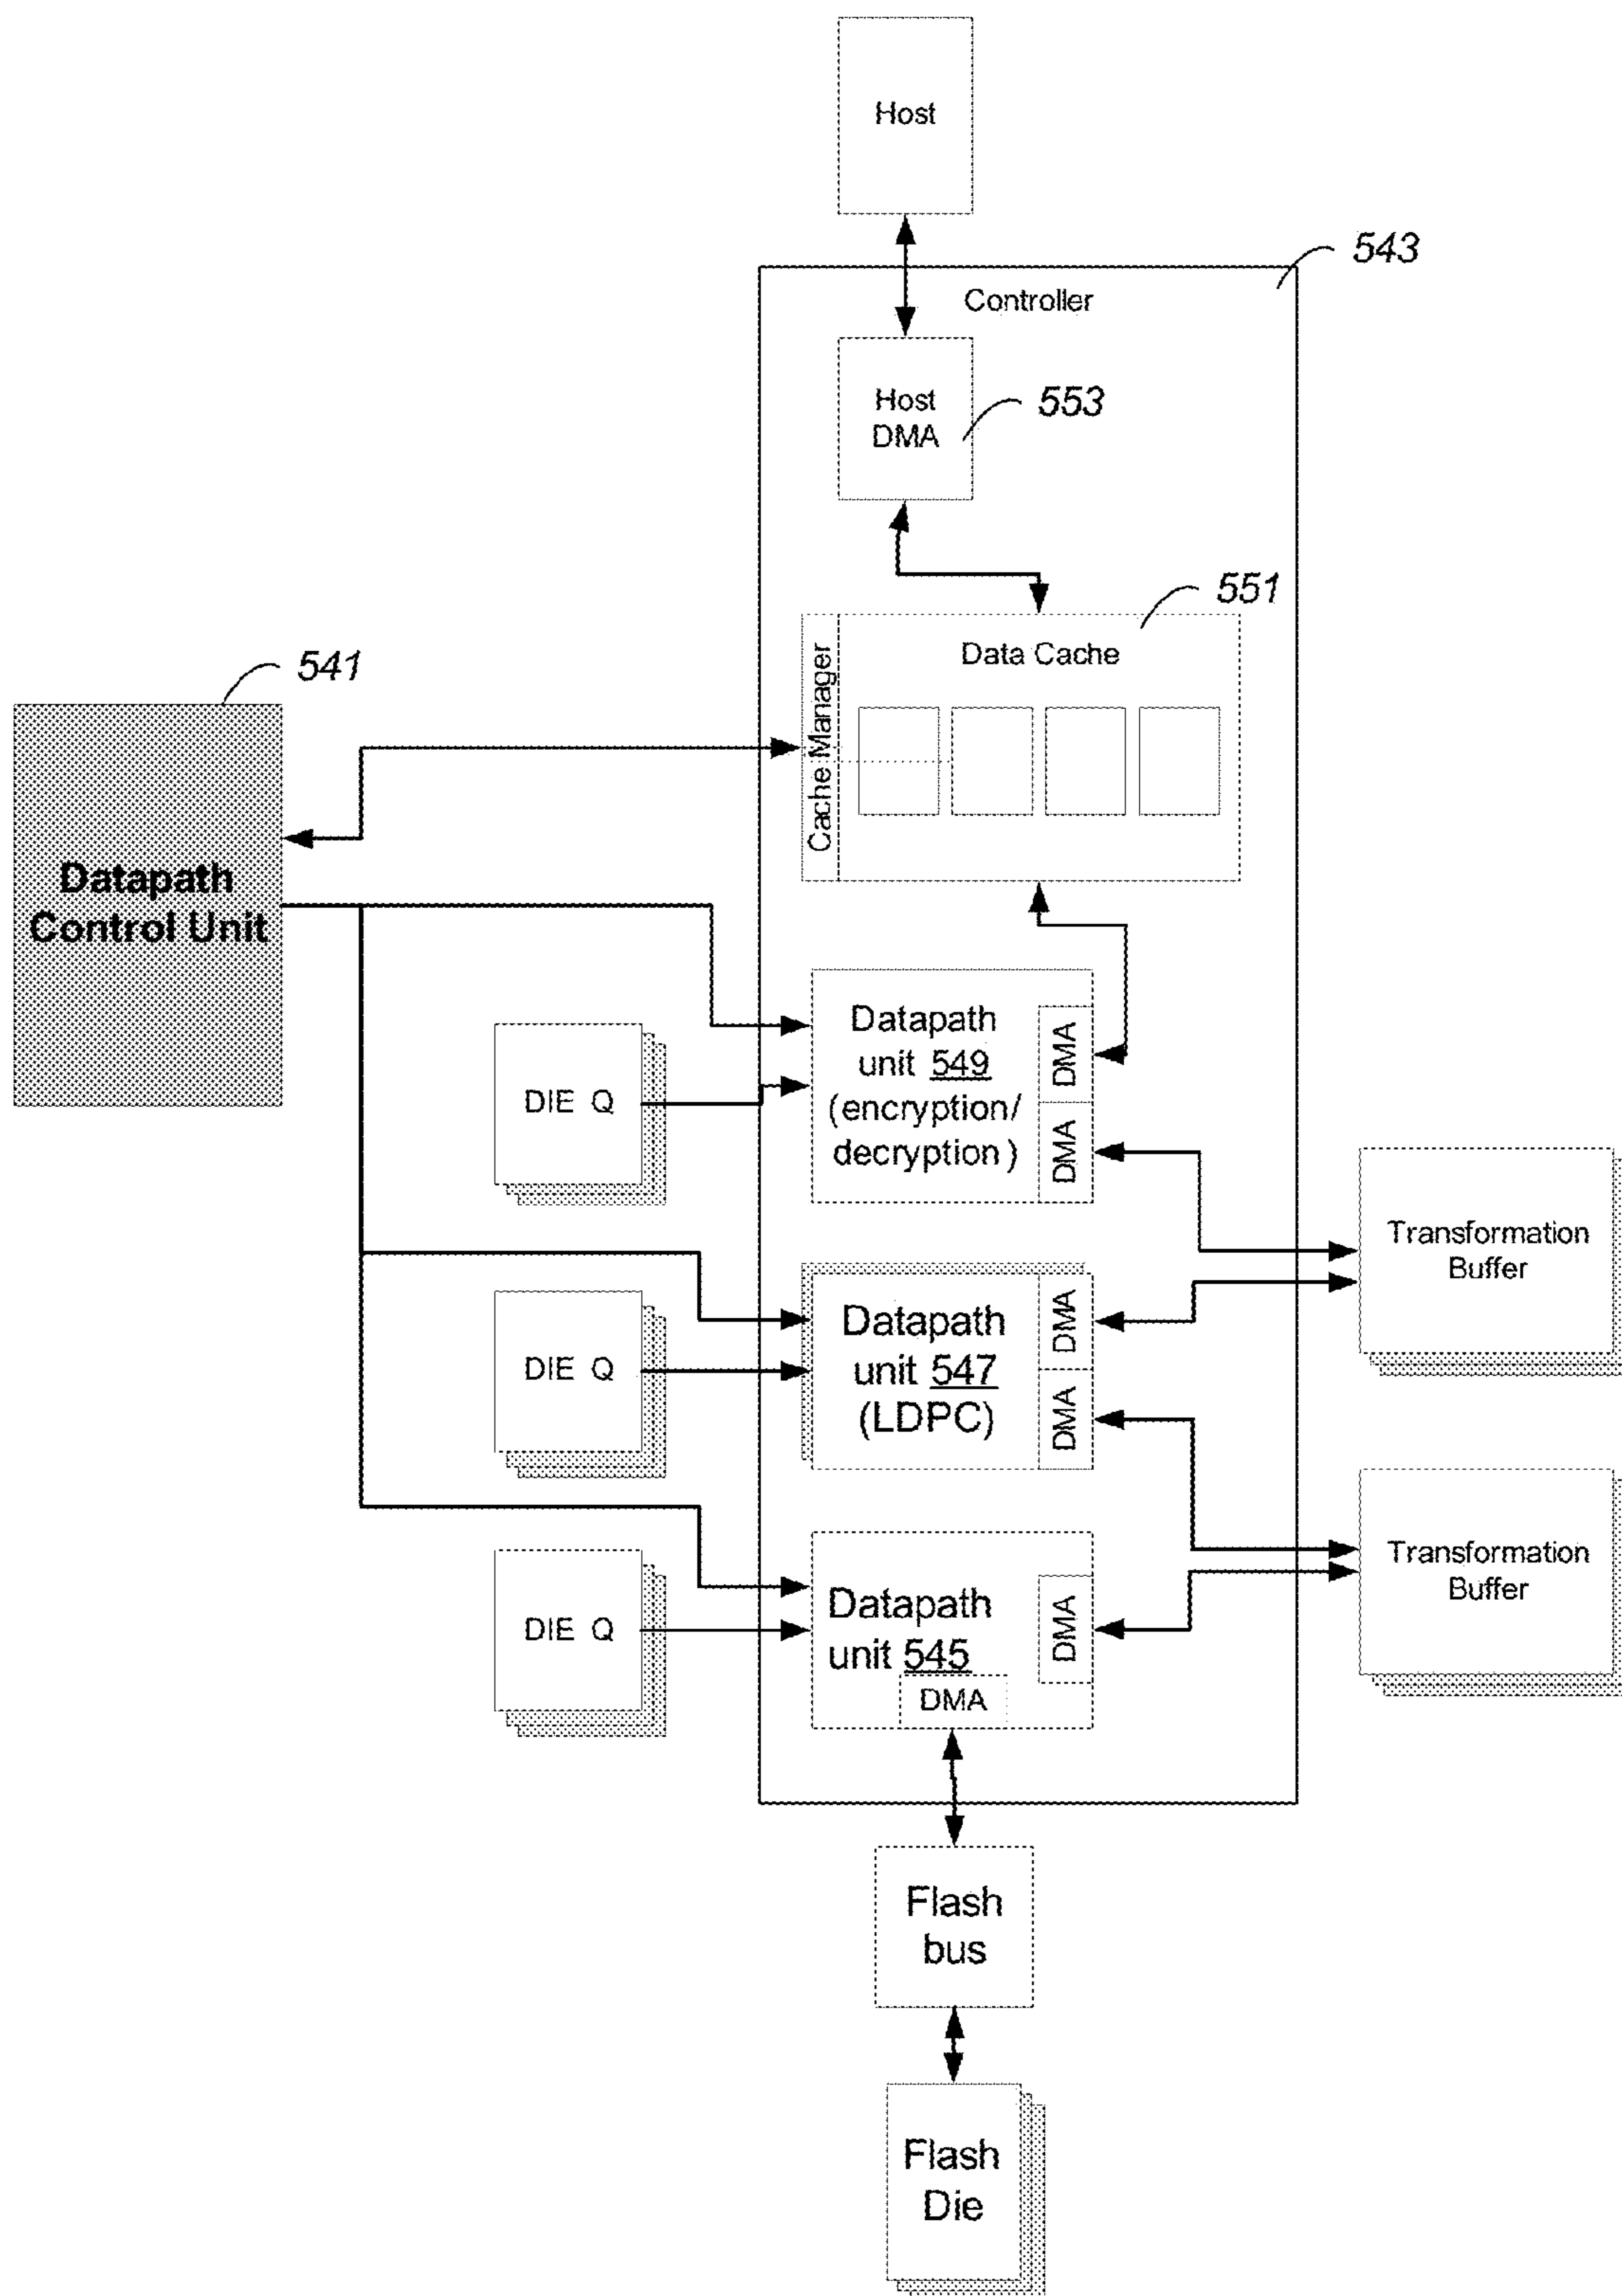 Host
543
Controller
Host
DMA
553
551
Data Cache
Cache Manager
541
Datapath
Control Unit
Datapath
unit 549
(encryption/
decryption)
DMA
DMA
DIE Q
Transformation
Buffer
Datapath
unit 547
(LDPC)
DMA
DMA
DIE Q
Transformation
Buffer
Datapath
unit 545
DMA
DMA
DIE Q
Flash
bus
Flash
Die